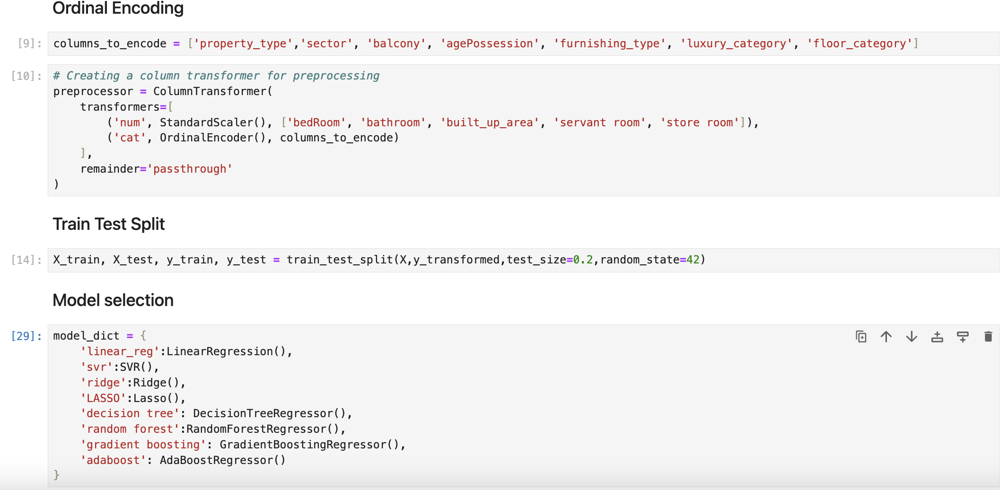 Ordinal Encoding
[9]: columns_to_encode = ['property_type','sector', 'balcony', 'agePossession', 'furnishing_type', 'luxury_category', 'floor_category']
[10]: # Creating a column transformer for preprocessing
preprocessor = ColumnTransformer(
    transformers=[
        ('num', StandardScaler(), ['bedRoom', 'bathroom', 'built_up_area', 'servant room', 'store room']),
        ('cat', OrdinalEncoder(), columns_to_encode)
    ],
    remainder='passthrough'
)
Train Test Split
[14]: X_train, X_test, y_train, y_test = train_test_split(X,y_transformed,test_size=0.2,random_state=42)
Model selection
[29]: model_dict = {
    'linear_reg':LinearRegression(),
    'svr':SVR(),
    'ridge':Ridge(),
    'LASSO':Lasso(),
    'decision tree': DecisionTreeRegressor(),
    'random forest':RandomForestRegressor(),
    'gradient boosting': GradientBoostingRegressor(),
    'adaboost': AdaBoostRegressor()
}